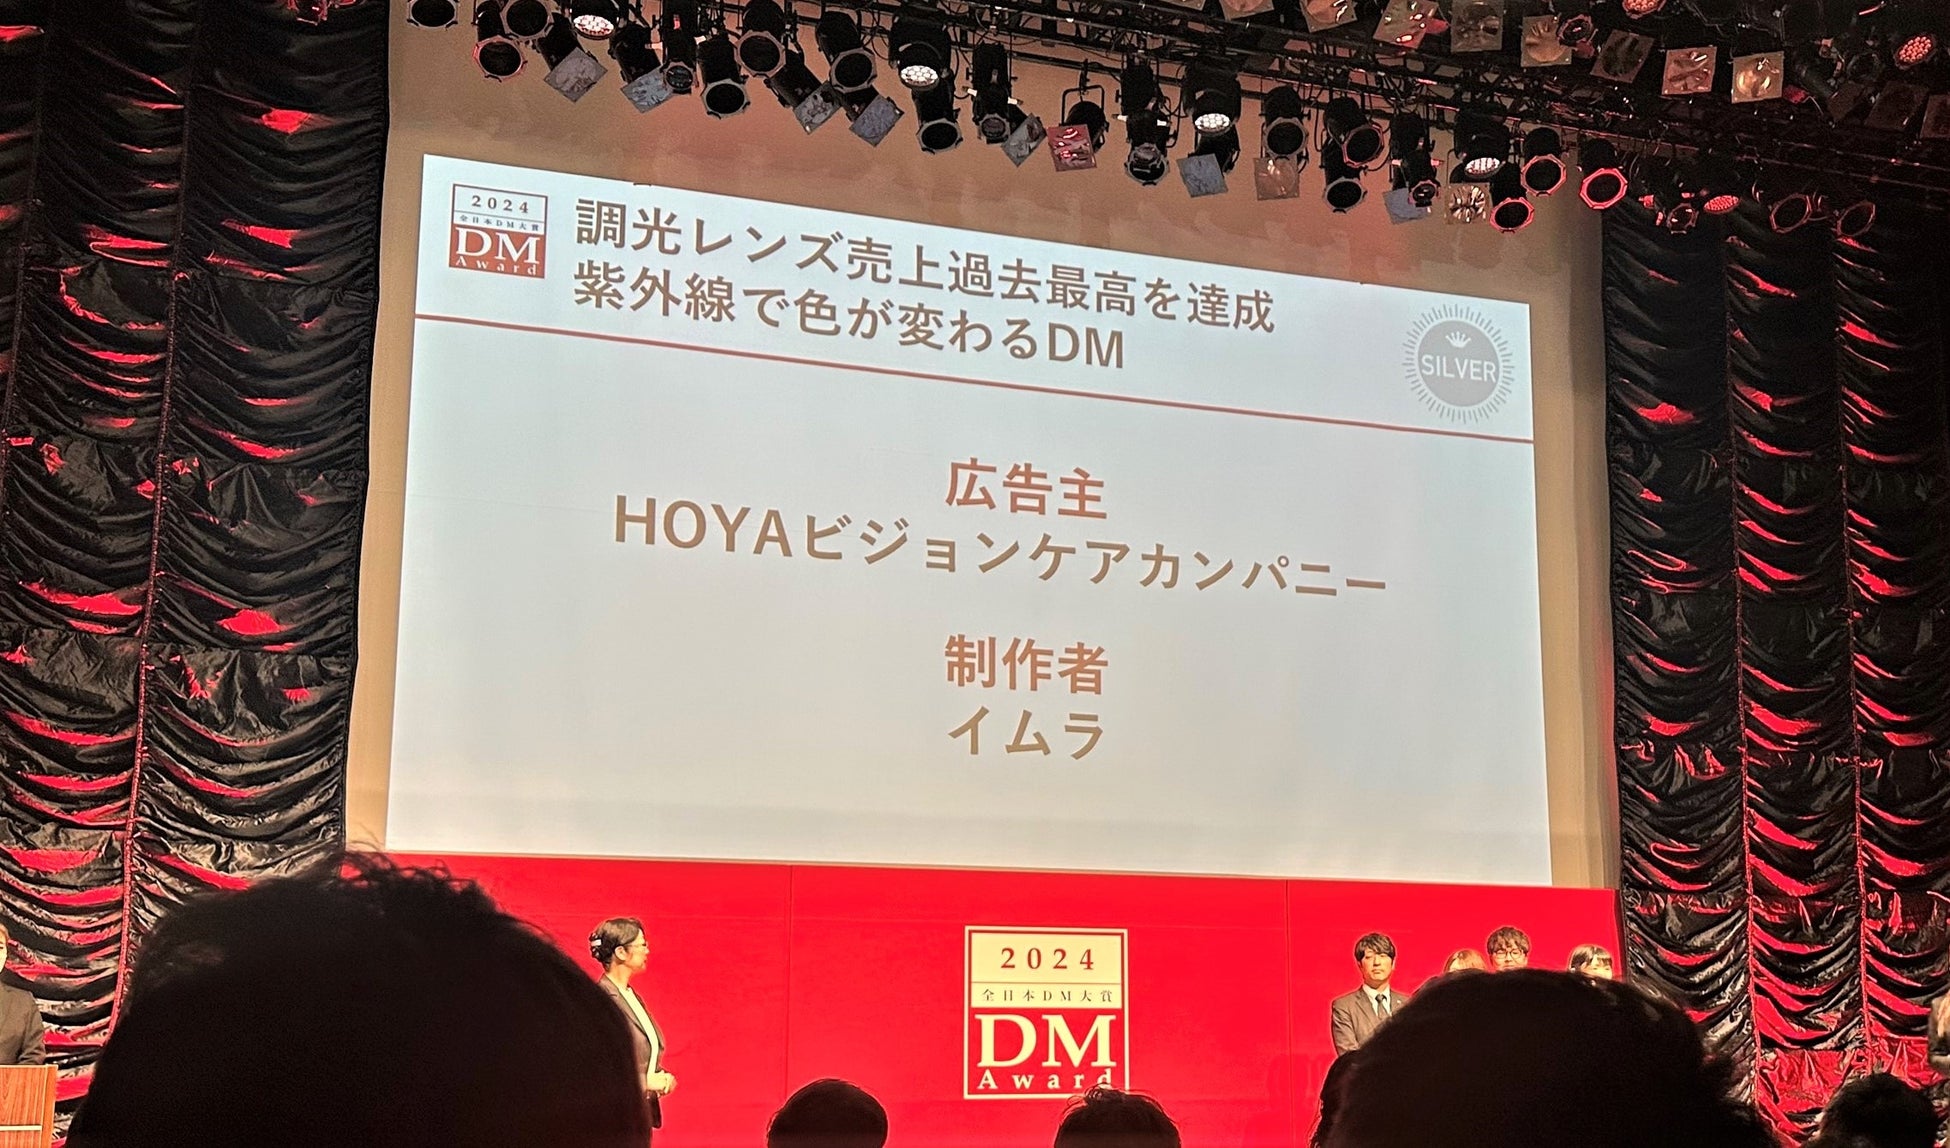 2024
全日本DM大賞
DM
Award
調光レンズ売上過去最高を達成
紫外線で色が変わるDM
SILVER
広告主
HOYAビジョンケアカンパニー
制作者
イムラ
2024
全日本DM大賞
DM
Award